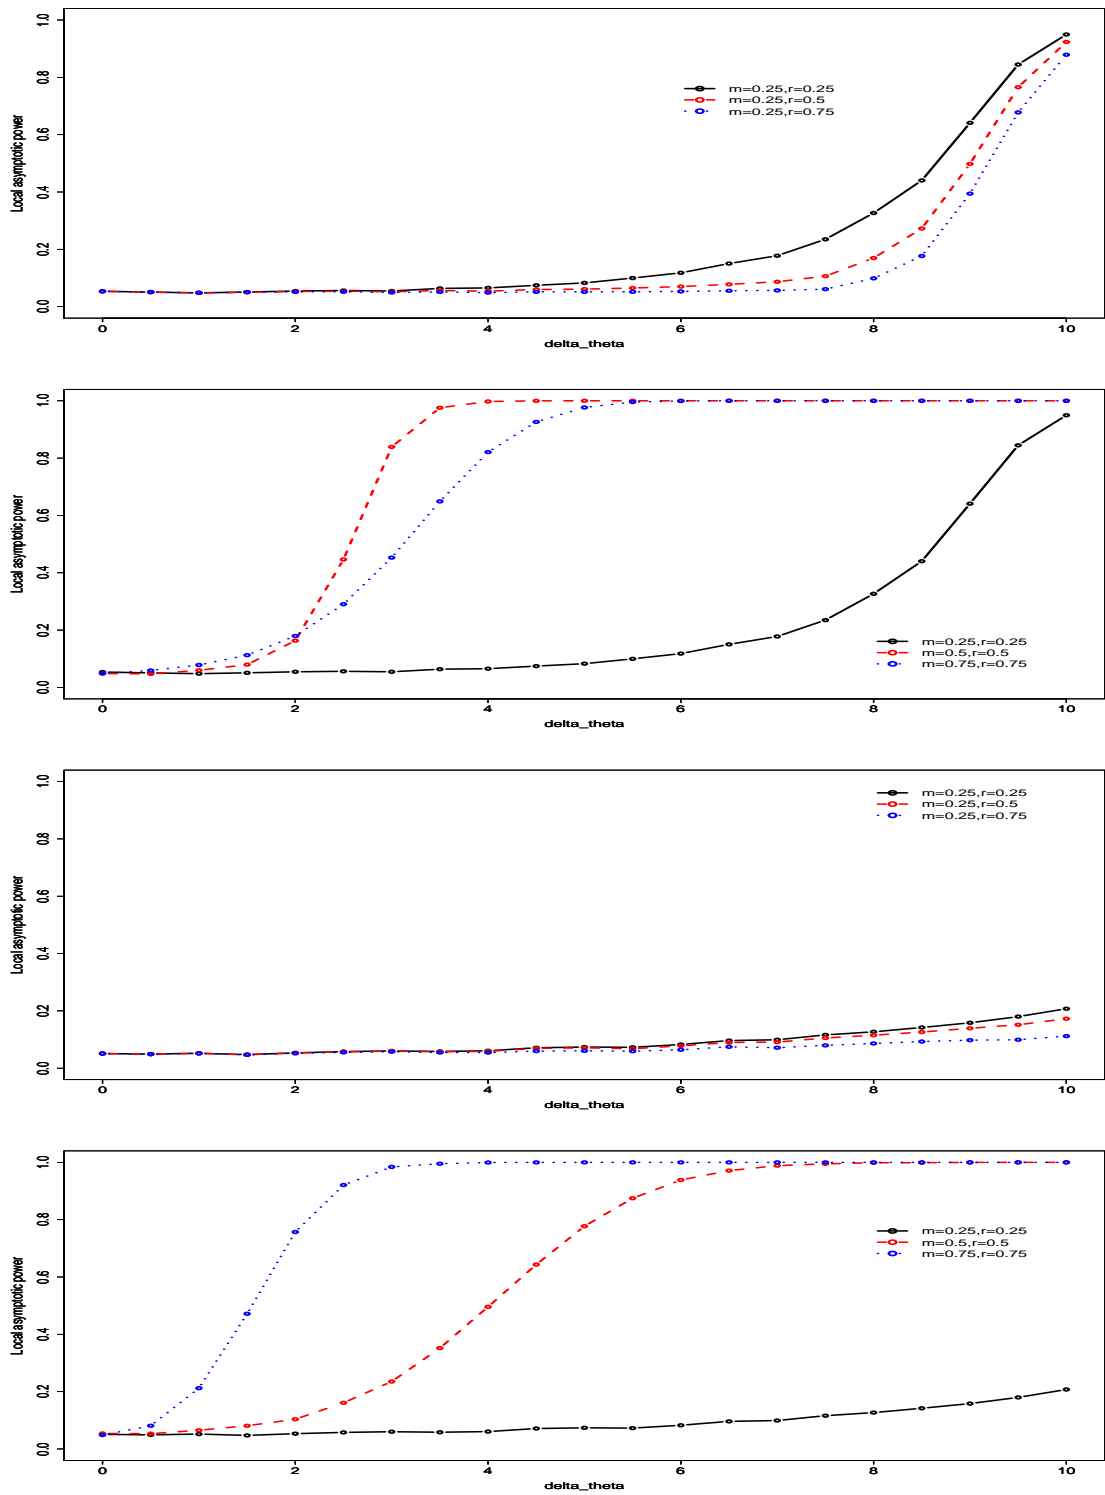 1.0
0.8
0.6
0.4
0.2
0.0
Local asymptotic power
m=0.25,r=0.25
m=0.25,r=0.5
m=0.25,r=0.75
0 2 4 6 8 10
delta_theta
1.0
0.8
0.6
0.4
0.2
0.0
Local asymptotic power
m=0.25,r=0.25
m=0.5,r=0.5
m=0.75,r=0.75
0 2 4 6 8 10
delta_theta
1.0
0.8
0.6
0.4
0.2
0.0
Local asymptotic power
m=0.25,r=0.25
m=0.25,r=0.5
m=0.25,r=0.75
0 2 4 6 8 10
delta_theta
1.0
0.8
0.6
0.4
0.2
0.0
Local asymptotic power
m=0.25,r=0.25
m=0.5,r=0.5
m=0.75,r=0.75
0 2 4 6 8 10
delta_theta